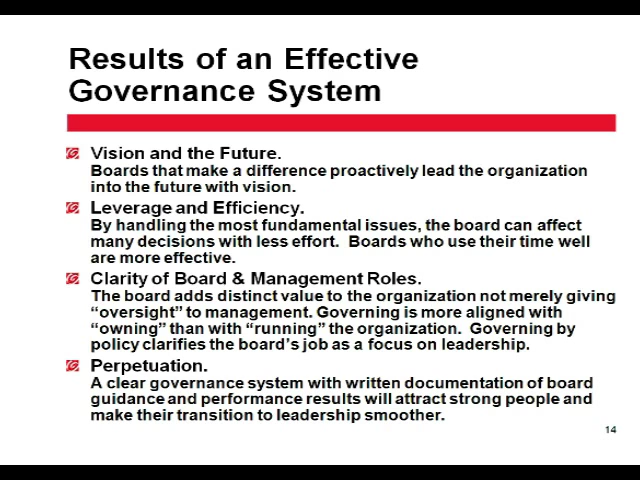 Results of an Effective
Governance System
Vision and the Future.
Boards that make a difference proactively lead the organization
into the future with vision.
Leverage and Efficiency.
By handling the most fundamental issues, the board can affect
many decisions with less effort.  Boards who use their time well
are more effective.
Clarity of Board & Management Roles.
The board adds distinct value to the organization not merely giving
“oversight” to management. Governing is more aligned with
“owning” than with “running” the organization.  Governing by
policy clarifies the board’s job as a focus on leadership.
Perpetuation.
A clear governance system with written documentation of board
guidance and performance results will attract strong people and
make their transition to leadership smoother.
14